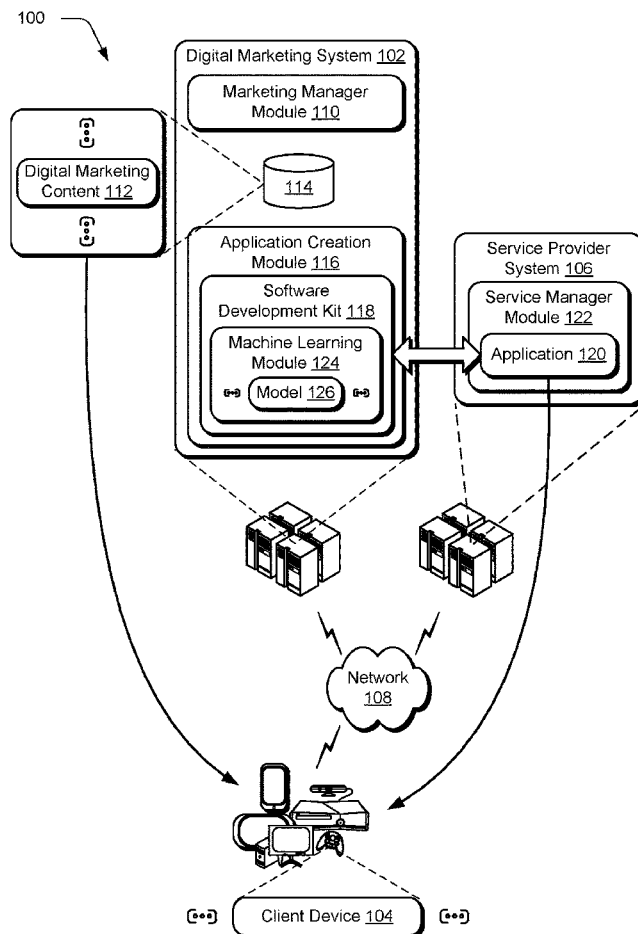 100
Digital Marketing System 102
Marketing Manager
Module 110
Digital Marketing
Content 112
114
Application Creation
Module 116
Software
Development Kit 118
Machine Learning
Module 124
Model 126
Service Provider
System 106
Service Manager
Module 122
Application 120
Network
108
Client Device 104